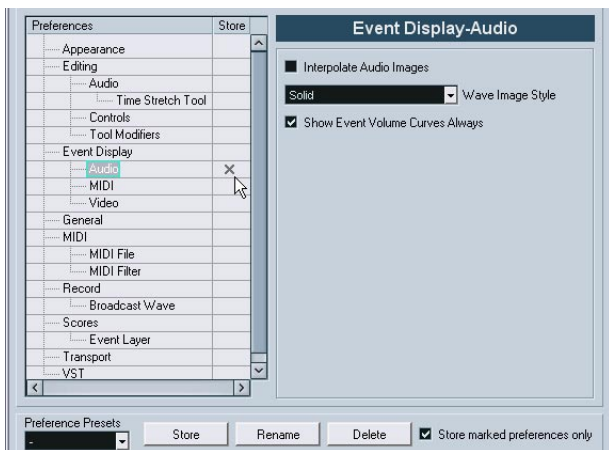 Preferences Store
Appearance
Editing
Audio
Time Stretch Tool
Controls
Tool Modifiers
Event Display
Audio
MIDI
Video
General
MIDI
MIDI File
MIDI Filter
Record
Broadcast Wave
Scores
Event Layer
Transport
VST
Event Display-Audio
Interpolate Audio Images
Solid Wave Image Style
Show Event Volume Curves Always
Preference Presets
-
Store Rename Delete Store marked preferences only